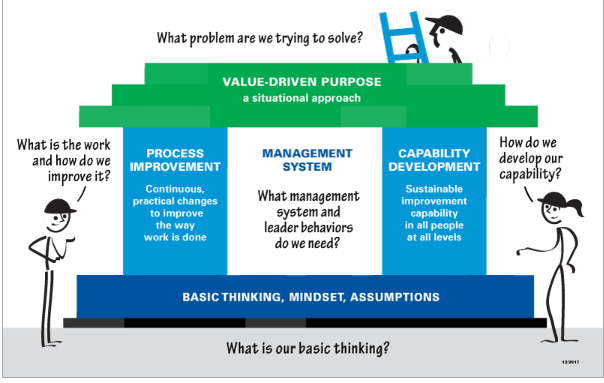 What problem are we trying to solve?
VALUE-DRIVEN PURPOSE
a situational approach
What is the work
and how do we
improve it?
PROCESS
IMPROVEMENT
Continuous,
practical changes
to improve
the way
work is done
MANAGEMENT
SYSTEM
What management
system and
leader behaviors
do we need?
CAPABILITY
DEVELOPMENT
Sustainable
improvement
capability
in all people
at all levels
How do we
develop our
capability?
BASIC THINKING, MINDSET, ASSUMPTIONS
What is our basic thinking?
12/2017